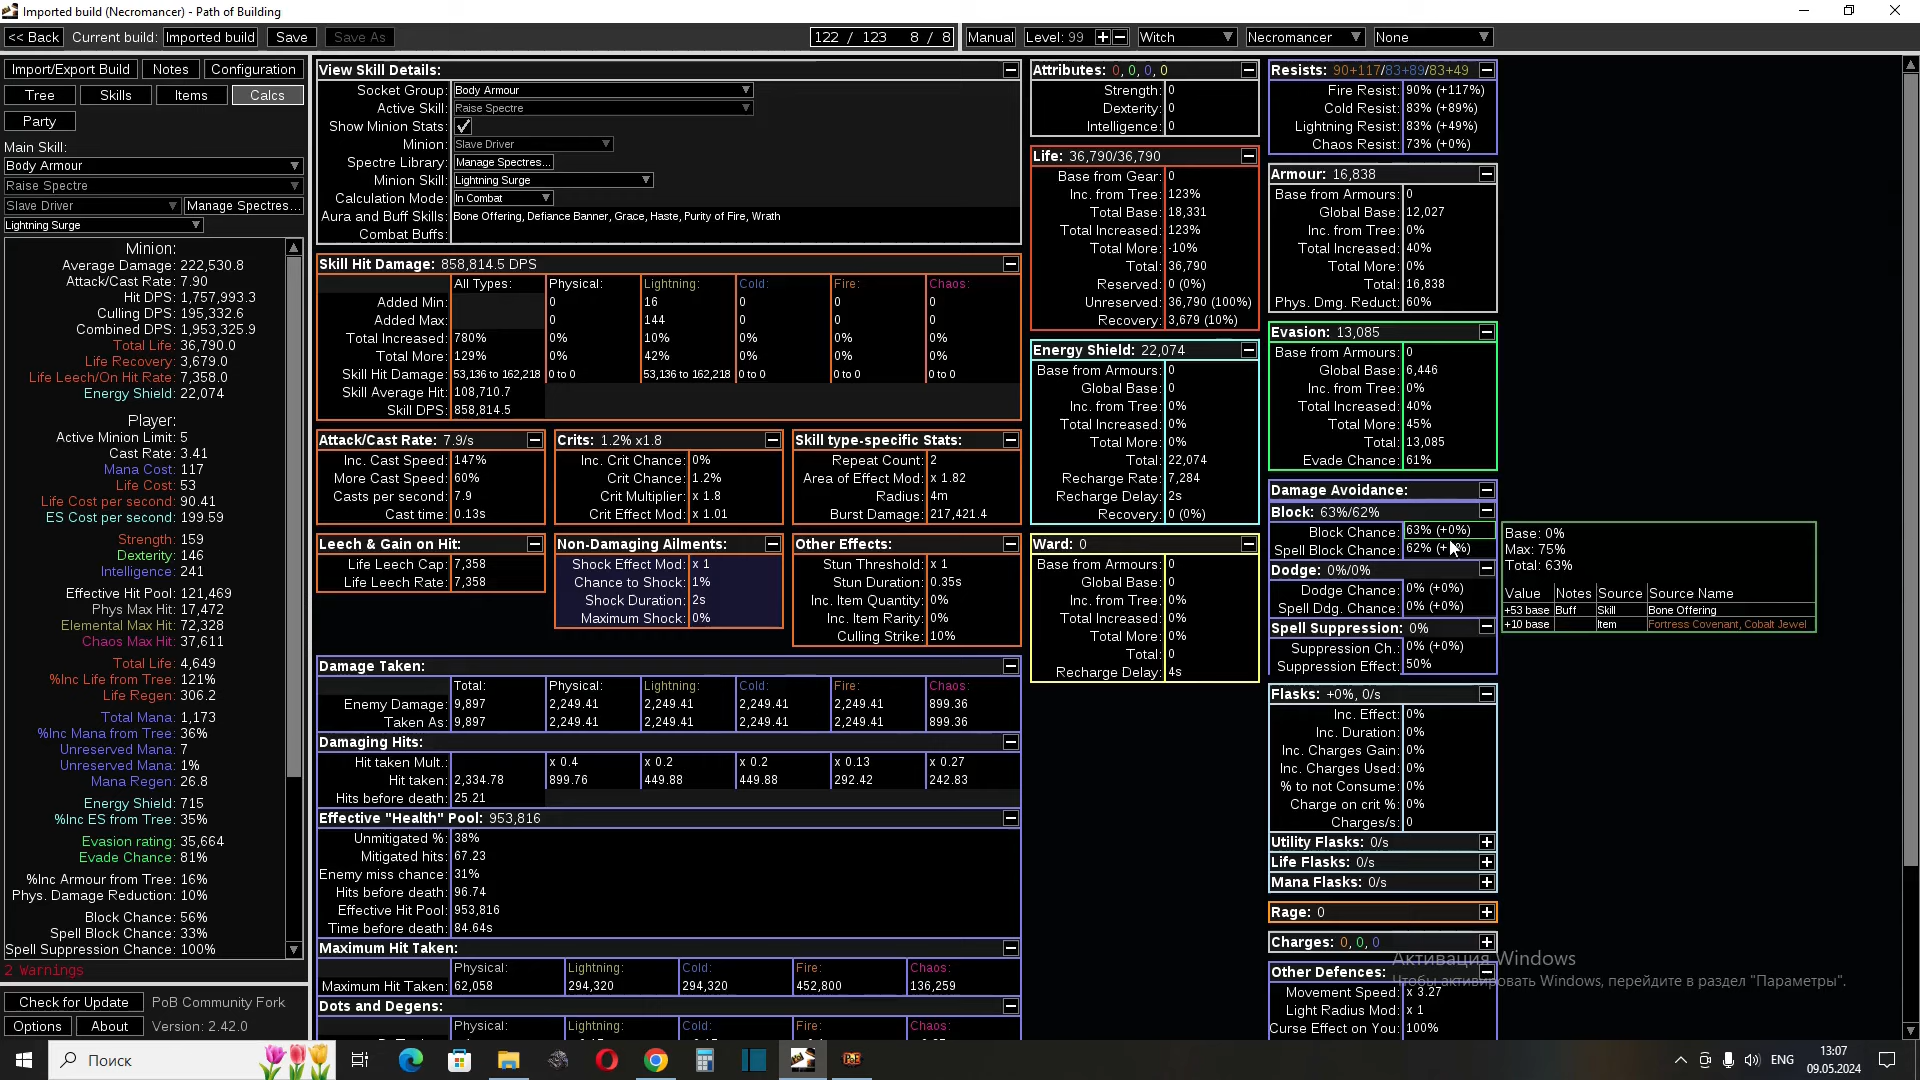 Imported build (Necromancer) - Path of Building
<< Back Current build: Imported build Save Save As 122 / 123 8 / 8 Manual Level: 99 Witch Necromancer None
Import/Export Build Notes Configuration
Tree Skills Items Calcs
Party
Main Skill:
Body Armour
Raise Spectre
Slave Driver Manage Spectres...
Lightning Surge
Minion:
Average Damage: 222,530.8
Attack/Cast Rate: 7.90
Hit DPS: 1,757,993.3
Culling DPS: 195,332.6
Combined DPS: 1,953,325.9
Total Life: 36,790.0
Life Recovery: 3,679.0
Life Leech/On Hit Rate: 7,358.0
Energy Shield: 22,074
Player:
Active Minion Limit: 5
Cast Rate: 3.41
Mana Cost: 117
Life Cost: 53
Life Cost per second: 90.41
ES Cost per second: 199.59
Strength: 159
Dexterity: 146
Intelligence: 241
Effective Hit Pool: 121,469
Phys Max Hit: 17,472
Elemental Max Hit: 72,328
Chaos Max Hit: 37,611
Total Life: 4,649
%Inc Life from Tree: 121%
Life Regen: 306.2
Total Mana: 1,173
%Inc Mana from Tree: 36%
Unreserved Mana: 7
Unreserved Mana: 1%
Mana Regen: 26.8
Energy Shield: 715
%Inc ES from Tree: 35%
Evasion rating: 35,664
Evade Chance: 81%
%Inc Armour from Tree: 16%
Phys. Damage Reduction: 10%
Block Chance: 56%
Spell Block Chance: 33%
Spell Suppression Chance: 100%
2 Warnings
Check for Update PoB Community Fork
Options About Version: 2.42.0
View Skill Details:
Socket Group: Body Armour
Active Skill: Raise Spectre
Show Minion Stats:
Minion: Slave Driver
Spectre Library: Manage Spectres...
Minion Skill: Lightning Surge
Calculation Mode: In Combat
Aura and Buff Skills: Bone Offering, Defiance Banner, Grace, Haste, Purity of Fire, Wrath
Combat Buffs:
Skill Hit Damage: 858,814.5 DPS
All Types: Physical: Lightning: Cold: Fire: Chaos:
Added Min: 0 16 0 0 0
Added Max: 0 144 0 0 0
Total Increased: 780% 0% 10% 0% 0% 0%
Total More: 129% 0% 42% 0% 0% 0%
Skill Hit Damage: 53,136 to 162,218 0 to 0 53,136 to 162,218 0 to 0 0 to 0 0 to 0
Skill Average Hit: 108,710.7
Skill DPS: 858,814.5
Attack/Cast Rate: 7.9/s
Inc. Cast Speed: 147%
More Cast Speed: 60%
Casts per second: 7.9
Cast time: 0.13s
Crits: 1.2% x1.8
Inc. Crit Chance: 0%
Crit Chance: 1.2%
Crit Multiplier: x 1.8
Crit Effect Mod: x 1.01
Skill type-specific Stats:
Repeat Count: 2
Area of Effect Mod: x 1.82
Radius: 4m
Burst Damage: 217,421.4
Leech & Gain on Hit:
Life Leech Cap: 7,358
Life Leech Rate: 7,358
Non-Damaging Ailments:
Shock Effect Mod: x 1
Chance to Shock: 1%
Shock Duration: 2s
Maximum Shock: 0%
Other Effects:
Stun Threshold: x 1
Stun Duration: 0.35s
Inc. Item Quantity: 0%
Inc. Item Rarity: 0%
Culling Strike: 10%
Damage Taken:
Total: Physical: Lightning: Cold: Fire: Chaos:
Enemy Damage: 9,897 2,249.41 2,249.41 2,249.41 2,249.41 899.36
Taken As: 9,897 2,249.41 2,249.41 2,249.41 2,249.41 899.36
Damaging Hits:
Hit taken Mult.: x 0.4 x 0.2 x 0.2 x 0.13 x 0.27
Hit taken: 2,334.78 899.76 449.88 449.88 292.42 242.83
Hits before death: 25.21
Effective "Health" Pool: 953,816
Unmitigated %: 38%
Mitigated hits: 67.23
Enemy miss chance: 31%
Hits before death: 96.74
Effective Hit Pool: 953,816
Time before death: 84.64s
Maximum Hit Taken:
Physical: Lightning: Cold: Fire: Chaos:
Maximum Hit Taken: 62,058 294,320 294,320 452,800 136,259
Dots and Degens:
Physical: Lightning: Cold: Fire: Chaos:
Attributes: 0, 0, 0, 0
Strength: 0
Dexterity: 0
Intelligence: 0
Life: 36,790/36,790
Base from Gear: 0
Inc. from Tree: 123%
Total Base: 18,331
Total Increased: 123%
Total More: -10%
Total: 36,790
Reserved: 0 (0%)
Unreserved: 36,790 (100%)
Recovery: 3,679 (10%)
Energy Shield: 22,074
Base from Armours: 0
Global Base: 0
Inc. from Tree: 0%
Total Increased: 0%
Total More: 0%
Total: 22,074
Recharge Rate: 7,284
Recharge Delay: 2s
Recovery: 0 (0%)
Ward: 0
Base from Armours: 0
Global Base: 0
Inc. from Tree: 0%
Total Increased: 0%
Total More: 0%
Total: 0
Recharge Delay: 4s
Resists: 90+117/83+89/83+49
Fire Resist: 90% (+117%)
Cold Resist: 83% (+89%)
Lightning Resist: 83% (+49%)
Chaos Resist: 73% (+0%)
Armour: 16,838
Base from Armours: 0
Global Base: 12,027
Inc. from Tree: 0%
Total Increased: 40%
Total More: 0%
Total: 16,838
Phys. Dmg. Reduct: 60%
Evasion: 13,085
Base from Armours: 0
Global Base: 6,446
Inc. from Tree: 0%
Total Increased: 40%
Total More: 45%
Total: 13,085
Evade Chance: 61%
Damage Avoidance:
Block: 63%/62%
Block Chance: 63% (+0%)
Spell Block Chance: 62%
Dodge: 0%/0%
Dodge Chance: 0% (+0%)
Spell Ddg. Chance: 0% (+0%)
Spell Suppression: 0%
Suppression Ch.: 0% (+0%)
Suppression Effect: 50%
Flasks: +0%, 0/s
Inc. Effect: 0%
Inc. Duration: 0%
Inc. Charges Gain: 0%
Inc. Charges Used: 0%
% to not Consume: 0%
Charge on crit %: 0%
Charges/s: 0
Utility Flasks: 0/s
Life Flasks: 0/s
Mana Flasks: 0/s
Rage: 0
Charges: 0, 0, 0
Other Defences:
Movement Speed: x 3.27
Light Radius Mod: x 1
Curse Effect on You: 100%
Base: 0%
Max: 75%
Total: 63%
Value Notes Source Source Name
+53 base Buff Skill Bone Offering
+10 base Item Fortress Covenant, Cobalt Jewel
Активация Windows
Чтобы активировать Windows, перейдите в раздел "Параметры".
Поиск
ENG
13:07
09.05.2024